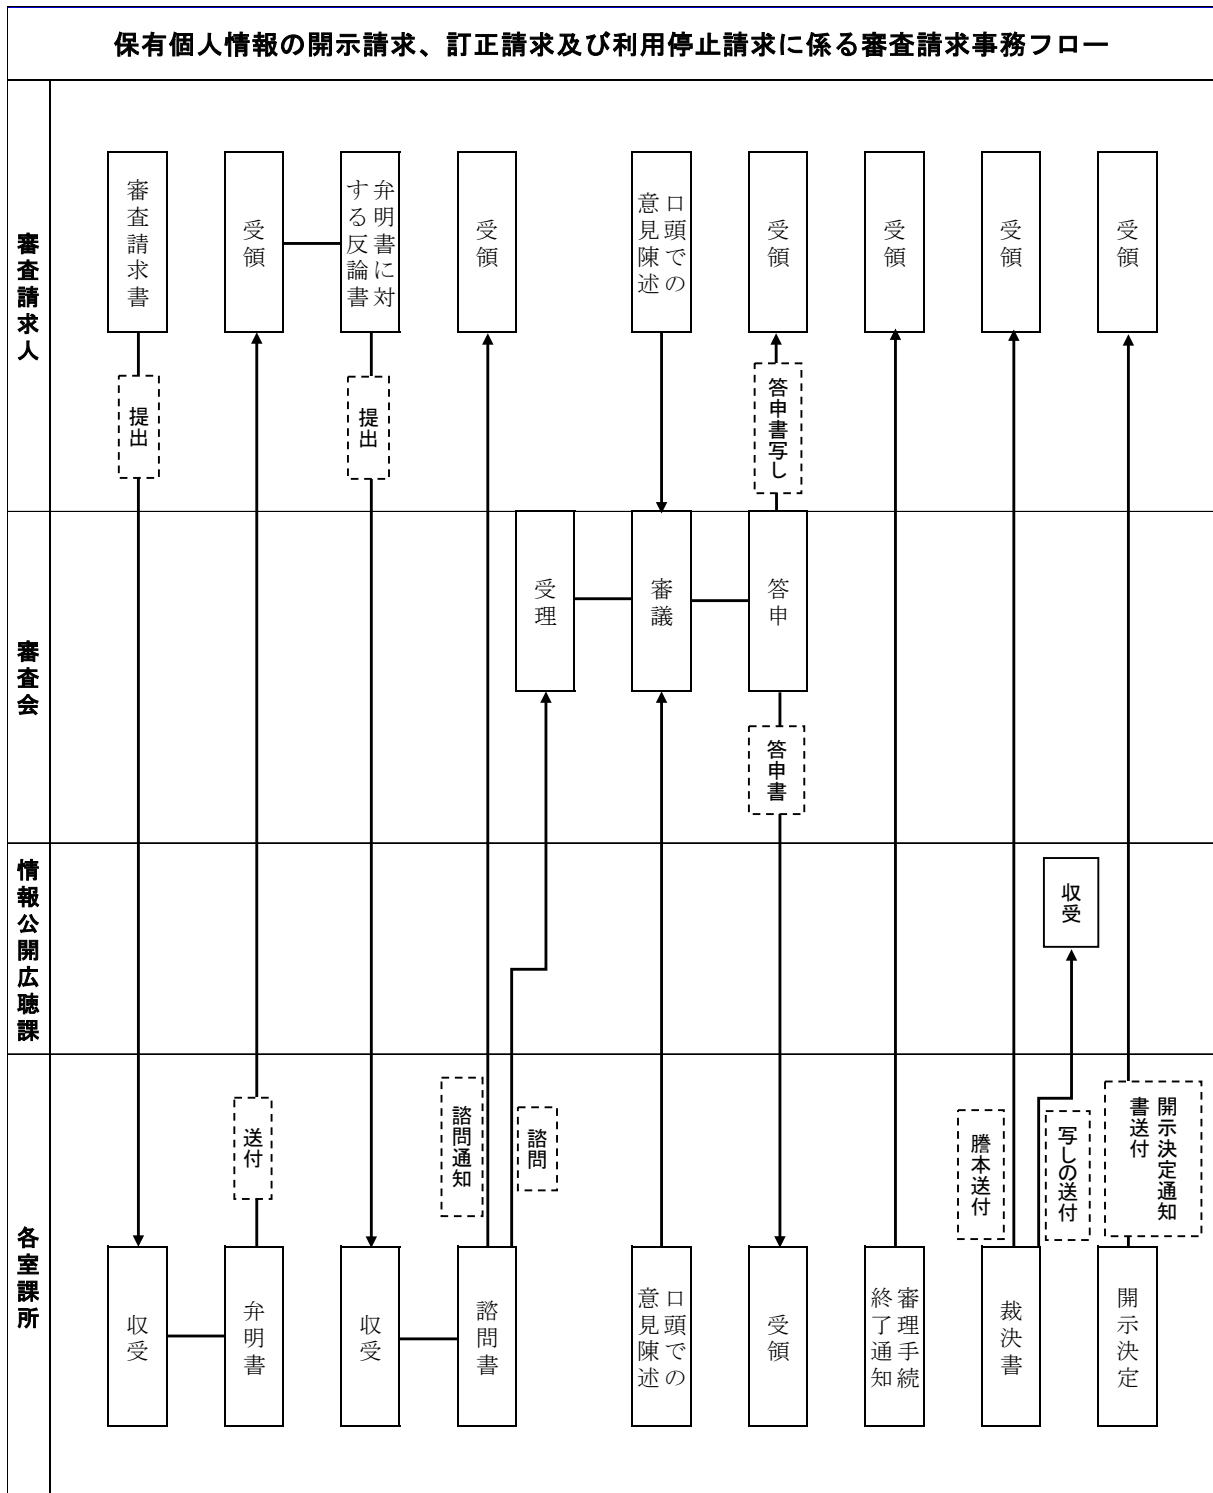 保有個人情報の開示請求、訂正請求及び利用停止請求に係る審査請求事務フロー
審査請求人
審査請求書
受領
弁明書に対
する反論書
受領
口頭での
意見陳述
受領
受領
受領
受領
提出
提出
答申書写し
審査会
受理
審議
答申
答申書
情報公開広聴課
収受
各室課所
送付
諮問通知
諮問
謄本送付
写しの送付
開示決定通知
書送付
収受
弁明書
収受
諮問書
口頭での
意見陳述
受領
審理手続
終了通知
裁決書
開示決定